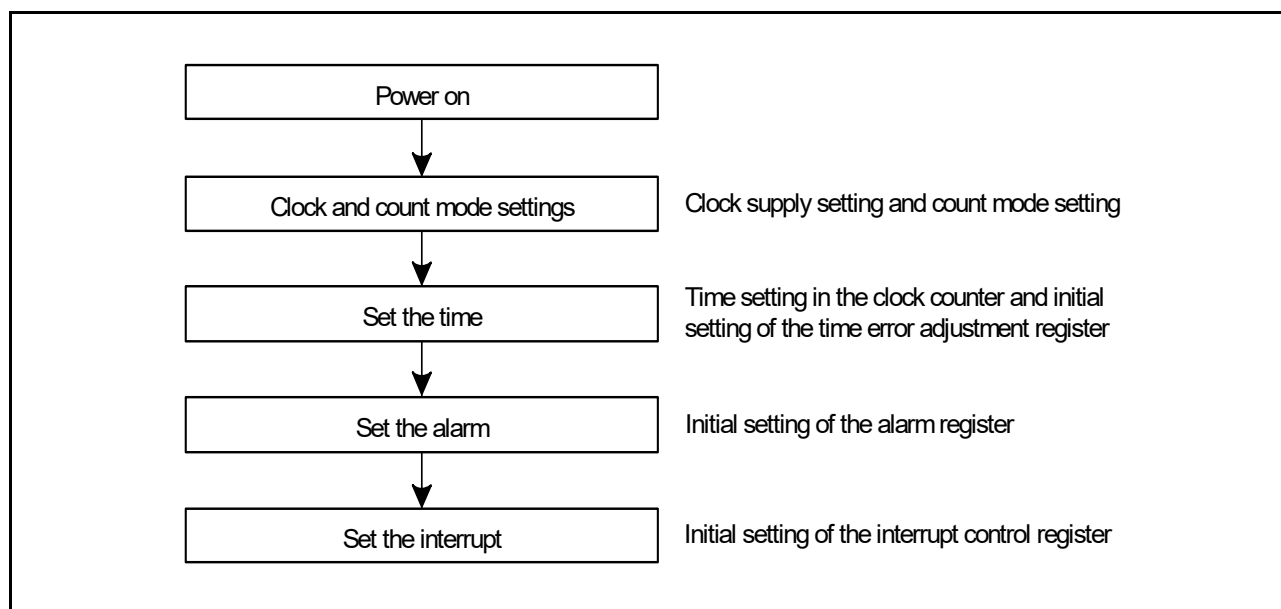 Power on
Clock and count mode settings
Clock supply setting and count mode setting
Set the time
Time setting in the clock counter and initial
setting of the time error adjustment register
Set the alarm
Initial setting of the alarm register
Set the interrupt
Initial setting of the interrupt control register